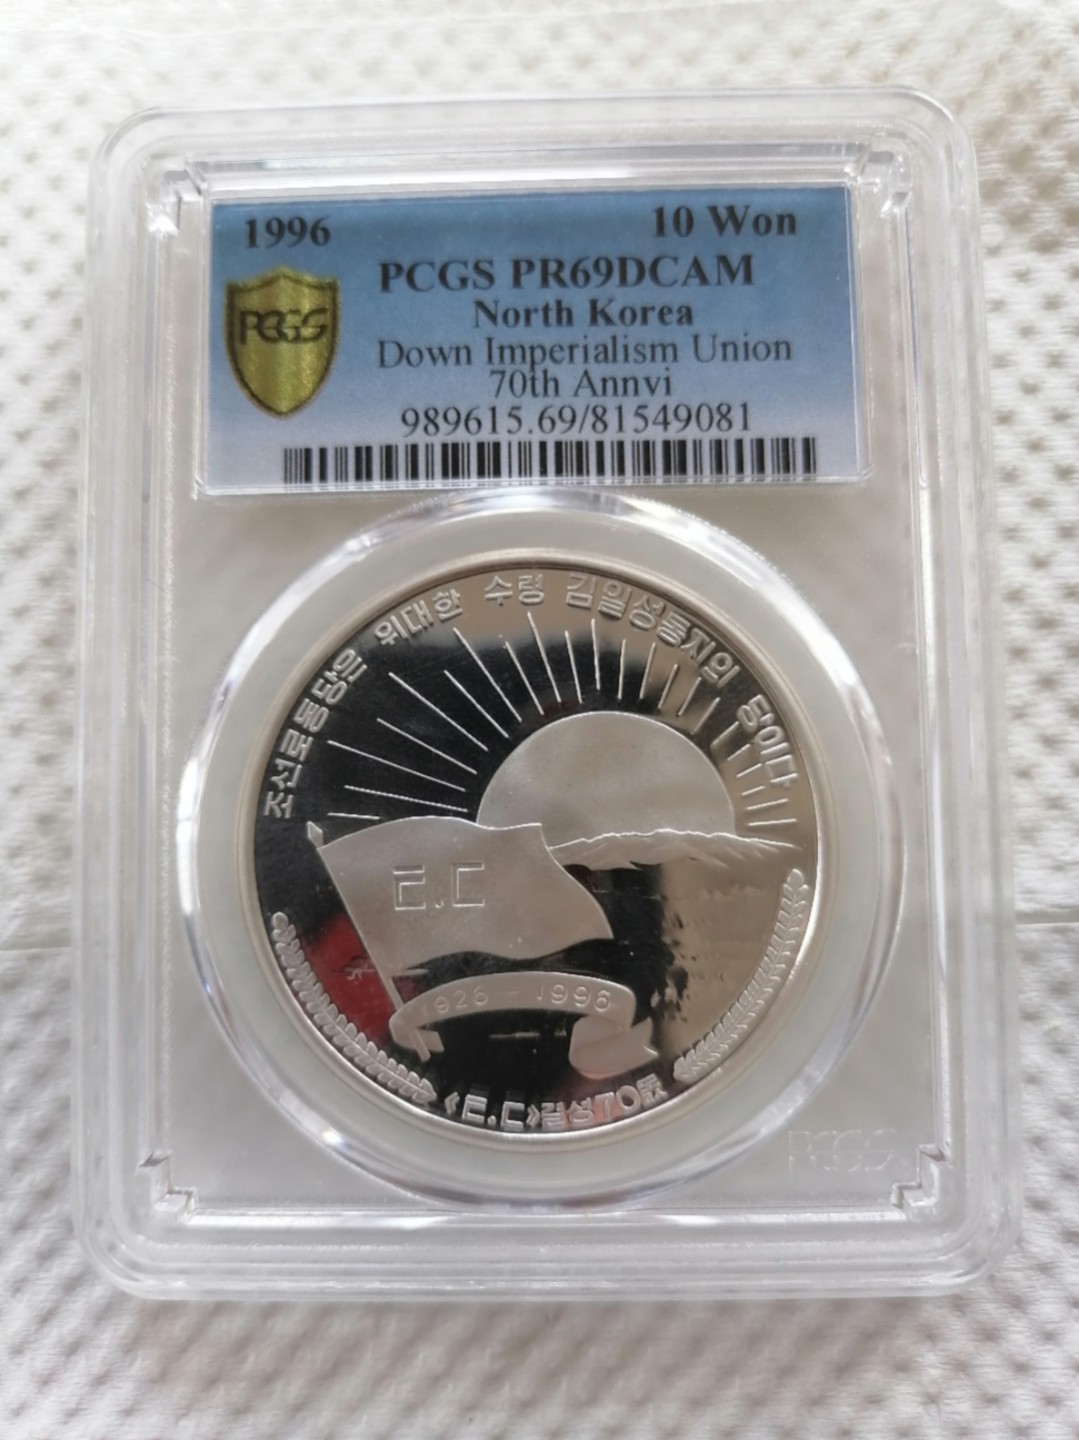 1996 10 Won
PCGS PR69DCAM
North Korea
Down Imperialism Union
70th Annvi
989615.69/81549081
PCGS
조선로동당은 위대한 수령 김일성동지의 당이다
ㅌ.ㄷ
1926 - 1996
《ㅌ.ㄷ》결성70돐
PCGS